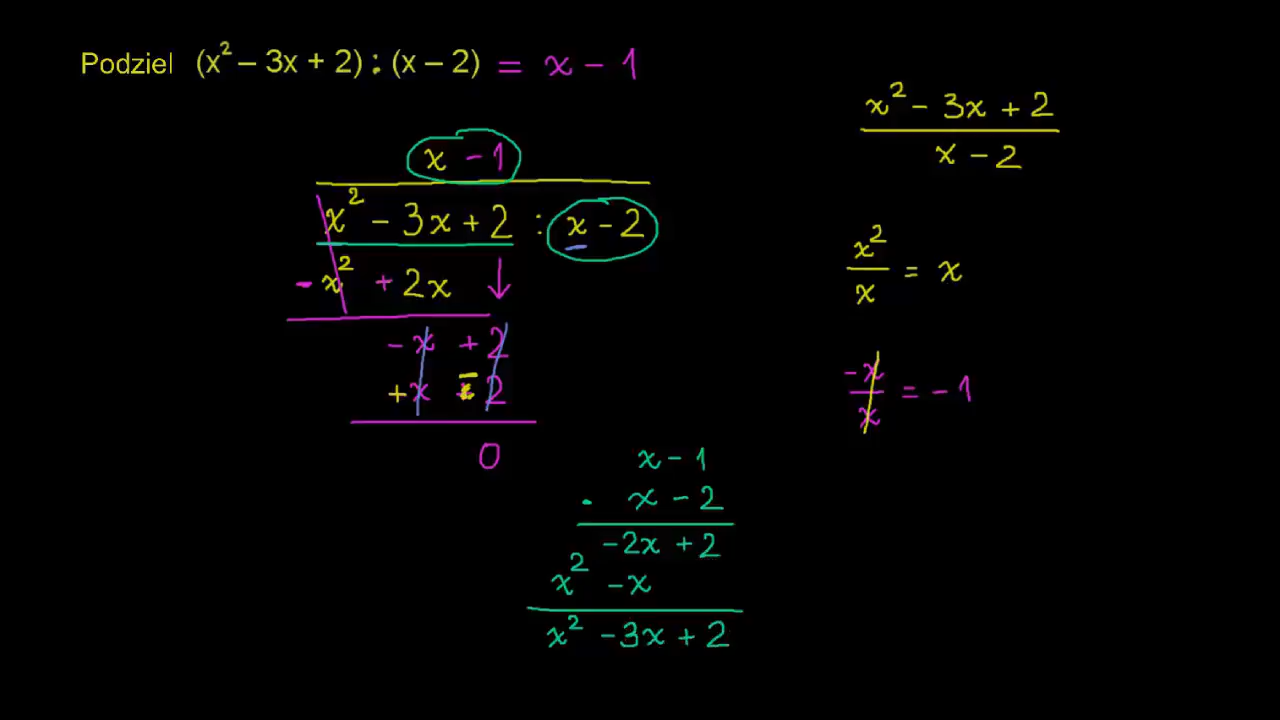 Podziel (x² – 3x + 2) : (x – 2) = x – 1
x – 1
x² – 3x + 2 : x – 2
- x² + 2x ↓
– x + 2
+ x - 2
0
x² – 3x + 2
x – 2
x²
x
= x
-x
x
= – 1
x – 1
· x – 2
-2x + 2
x² -x
x² -3x + 2